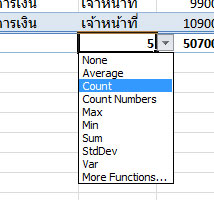 การเงิน เจ้าหน้าที่ 9900
การเงิน เจ้าหน้าที่ 10900
5 50700
None
Average
Count
Count Numbers
Max
Min
Sum
StdDev
Var
More Functions...